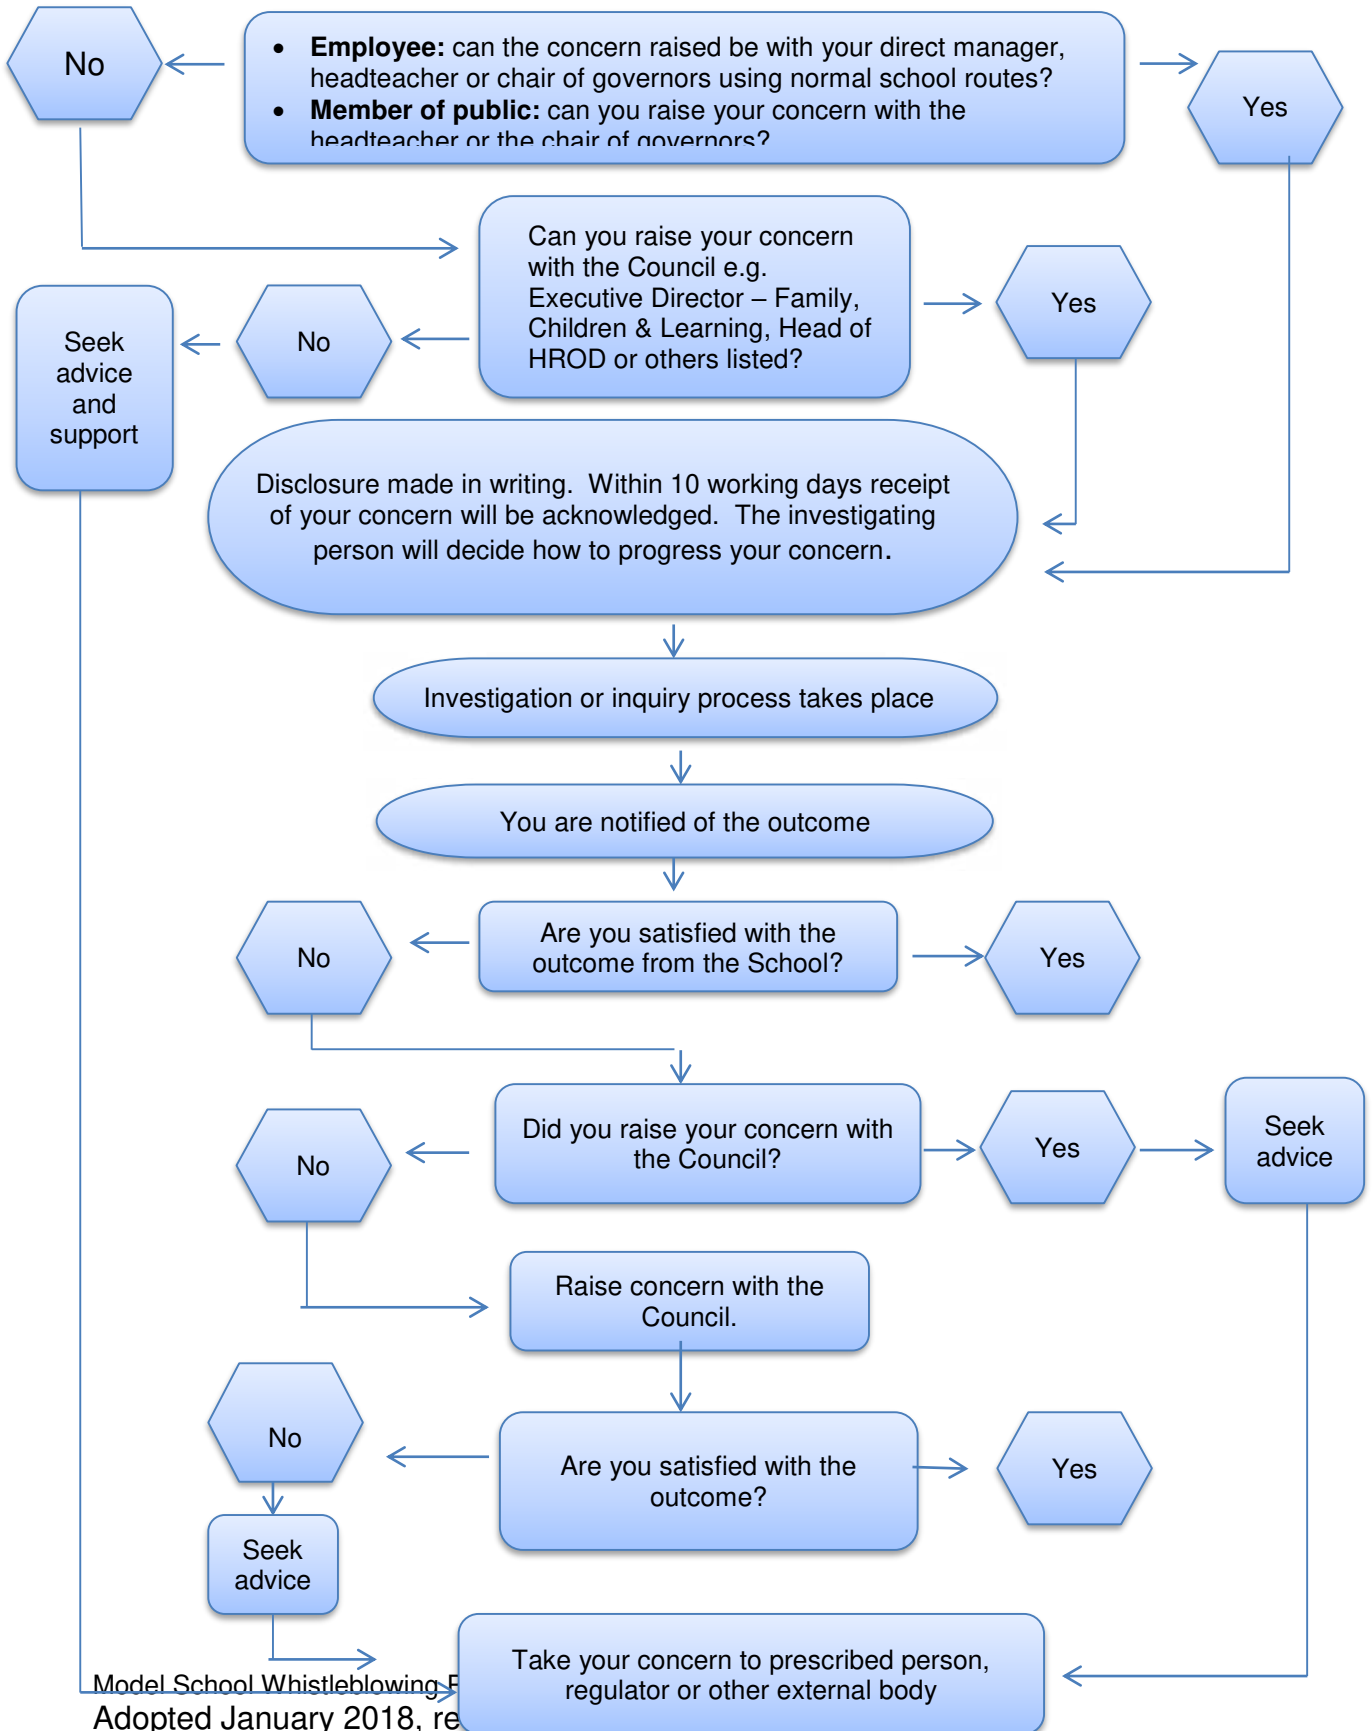 No
• Employee: can the concern raised be with your direct manager,
headteacher or chair of governors using normal school routes?
• Member of public: can you raise your concern with the
headteacher or the chair of governors?
Yes
Can you raise your concern
with the Council e.g.
Executive Director – Family,
Children & Learning, Head of
HROD or others listed?
Yes
No
Seek
advice
and
support
Disclosure made in writing.  Within 10 working days receipt
of your concern will be acknowledged.  The investigating
person will decide how to progress your concern.
Investigation or inquiry process takes place
You are notified of the outcome
Are you satisfied with the
outcome from the School?
No
Yes
Did you raise your concern with
the Council?
No
Yes
Seek
advice
Raise concern with the
Council.
Are you satisfied with the
outcome?
No
Yes
Seek
advice
Take your concern to prescribed person,
regulator or other external body
Model School Whistleblowing
Adopted January 2018, re